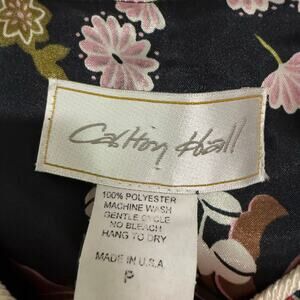 Carlton Hall
100% POLYESTER
MACHINE WASH
GENTLE CYCLE
NO BLEACH
HANG TO DRY
MADE IN U.S.A
P